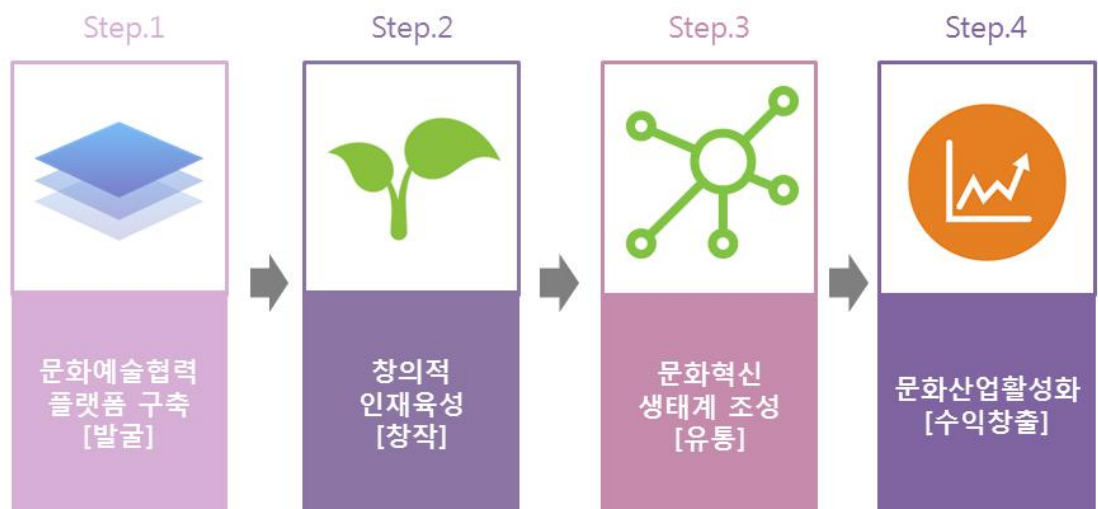 Step.1
문화예술협력
플랫폼 구축
[발굴]
Step.2
창의적
인재육성
[창작]
Step.3
문화혁신
생태계 조성
[유통]
Step.4
문화산업활성화
[수익창출]